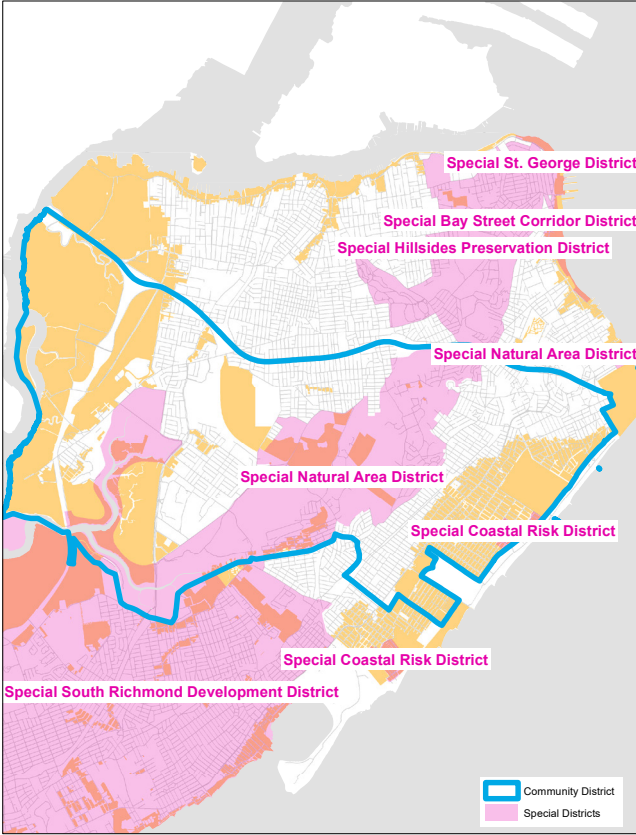 Special St. George District
Special Bay Street Corridor District
Special Hillsides Preservation District
Special Natural Area District
Special Natural Area District
Special Coastal Risk District
Special Coastal Risk District
Special South Richmond Development District
Community District
Special Districts